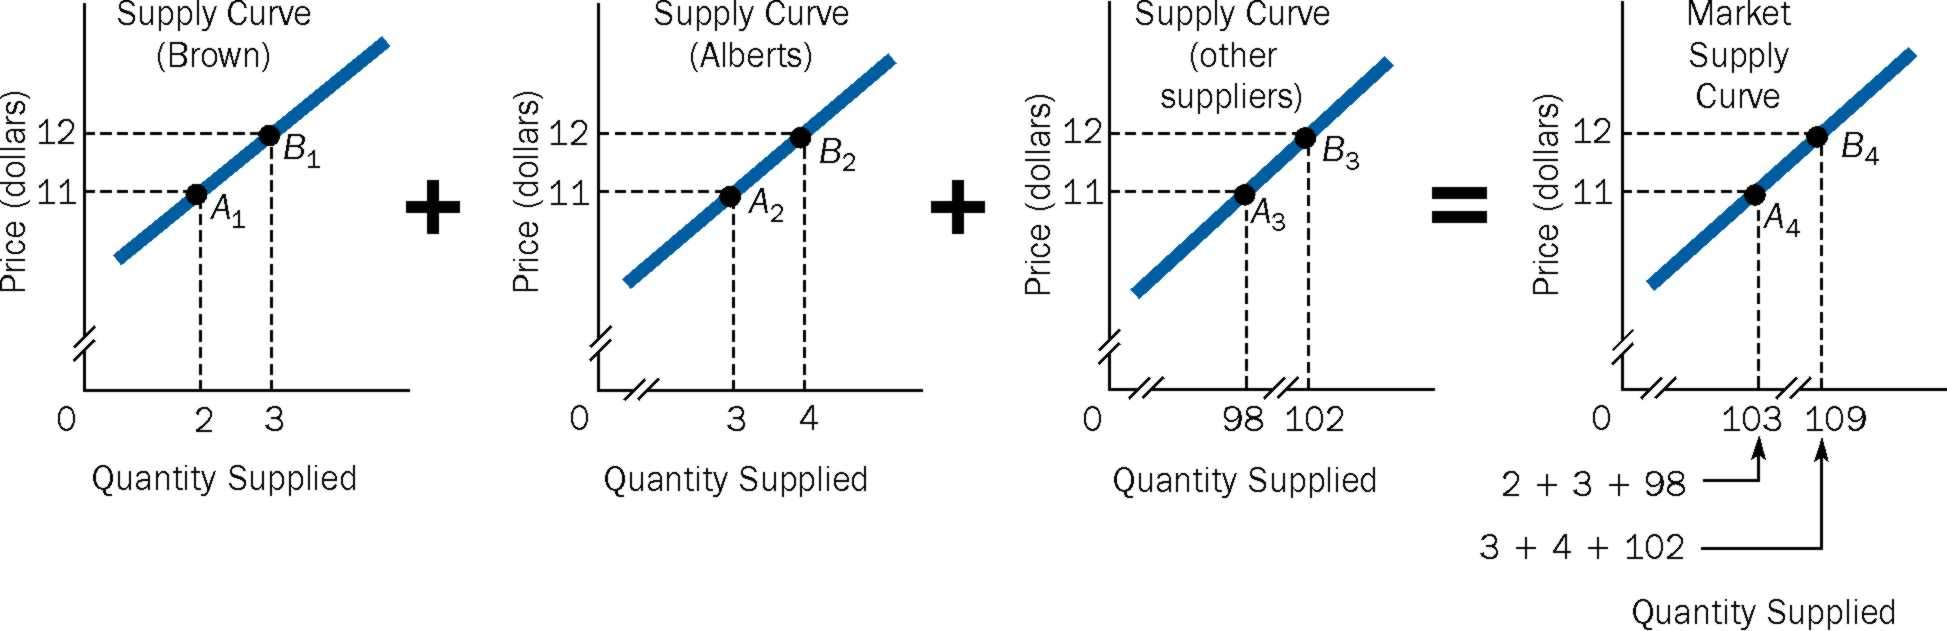 Supply Curve
(Brown)
Price (dollars)
12
11
B1
A1
0
2
3
Quantity Supplied
+
Supply Curve
(Alberts)
Price (dollars)
12
11
B2
A2
0
3
4
Quantity Supplied
+
Supply Curve
(other
suppliers)
Price (dollars)
12
11
B3
A3
0
98
102
Quantity Supplied
=
Market
Supply
Curve
Price (dollars)
12
11
B4
A4
0
103
109
2 + 3 + 98
3 + 4 + 102
Quantity Supplied